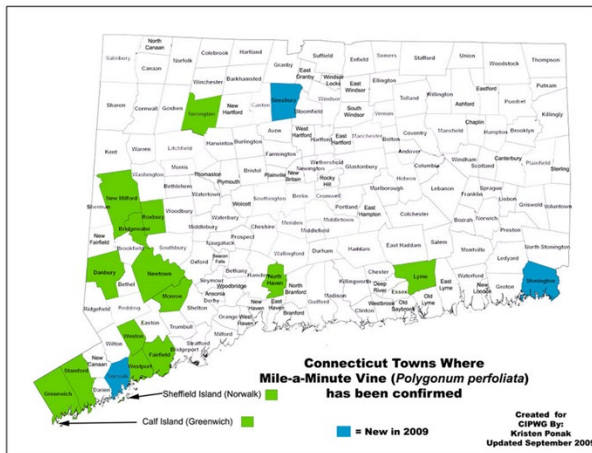 North Canaan
Colebrook
Hartland
Suffield
Enfield
Somers
Stafford
Union
Woodstock
Thompson
Salisbury
Canaan
Norfolk
Winchester
Barkhamsted
Granby
East Granby
Windsor Locks
East Windsor
Ellington
Willington
Ashford
Eastford
Pomfret
Putnam
Killingly
Sharon
Cornwall
Goshen
Torrington
New Hartford
Canton
Simsbury
Bloomfield
Windsor
South Windsor
Vernon
Tolland
Chaplin
Hampton
Brooklyn
Kent
Warren
Litchfield
Harwinton
Burlington
Avon
West Hartford
Hartford
East Hartford
Manchester
Bolton
Coventry
Mansfield
Andover
Windham
Scotland
Canterbury
Plainfield
Sterling
Washington
Morris
Bethlehem
Thomaston
Plymouth
Bristol
Farmington
Plainville
New Britain
Newington
Wethersfield
Rocky Hill
Glastonbury
Hebron
Columbia
Lebanon
Franklin
Sprague
Lisbon
Griswold
Voluntown
Sherman
New Milford
Roxbury
Bridgewater
Woodbury
Watertown
Waterbury
Wolcott
Southington
Berlin
Cromwell
Portland
Marlborough
Colchester
Bozrah
Norwich
Preston
New Fairfield
Brookfield
Southbury
Middlebury
Naugatuck
Prospect
Cheshire
Meriden
Middletown
Middlefield
East Hampton
East Haddam
Salem
Montville
Ledyard
North Stonington
Danbury
Bethel
Newtown
Oxford
Beacon Falls
Seymour
Bethany
Hamden
Wallingford
Durham
Haddam
Woodbridge
Ansonia
Derby
North Haven
North Branford
Killingworth
Chester
Deep River
Essex
Lyme
East Lyme
Waterford
New London
Groton
Stonington
Ridgefield
Redding
Monroe
Shelton
Orange
West Haven
New Haven
East Haven
Branford
Guilford
Madison
Clinton
Westbrook
Old Saybrook
Old Lyme
Easton
Trumbull
Stratford
Milford
Bridgeport
Wilton
Weston
Fairfield
Westport
New Canaan
Norwalk
Darien
Stamford
Greenwich
Sheffield Island (Norwalk)
Calf Island (Greenwich)
Connecticut Towns Where
Mile-a-Minute Vine (Polygonum perfoliata)
has been confirmed
= New in 2009
Created for
CIPWG By:
Kristen Ponak
Updated September 2009